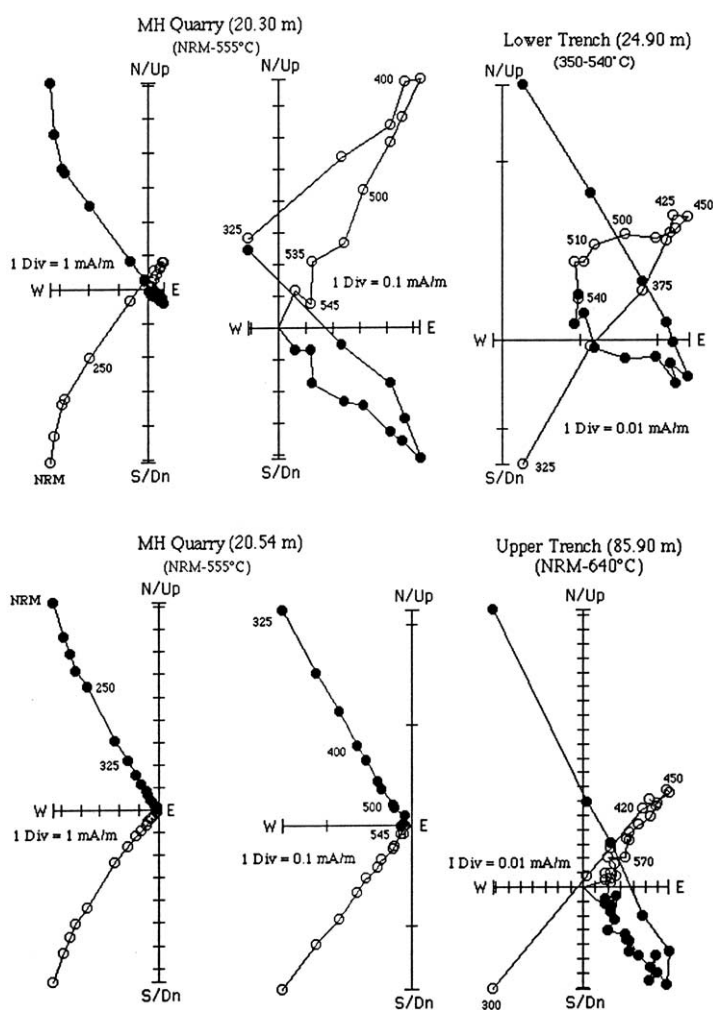 MH Quarry (20.30 m)
(NRM-555°C)
N/Up
1 Div = 1 mA/m
W
E
250
NRM
S/Dn
N/Up
400
500
325
535
1 Div = 0.1 mA/m
545
W
E
S/Dn
Lower Trench (24.90 m)
(350-540°C)
N/Up
425
450
500
510
375
540
W
E
1 Div = 0.01 mA/m
325
S/Dn
MH Quarry (20.54 m)
(NRM-555°C)
N/Up
NRM
250
325
W
E
1 Div = 1 mA/m
S/Dn
N/Up
325
400
500
W
E
545
1 Div = 0.1 mA/m
S/Dn
Upper Trench (85.90 m)
(NRM-640°C)
N/Up
450
420
570
1 Div = 0.01 mA/m
W
E
300
S/Dn